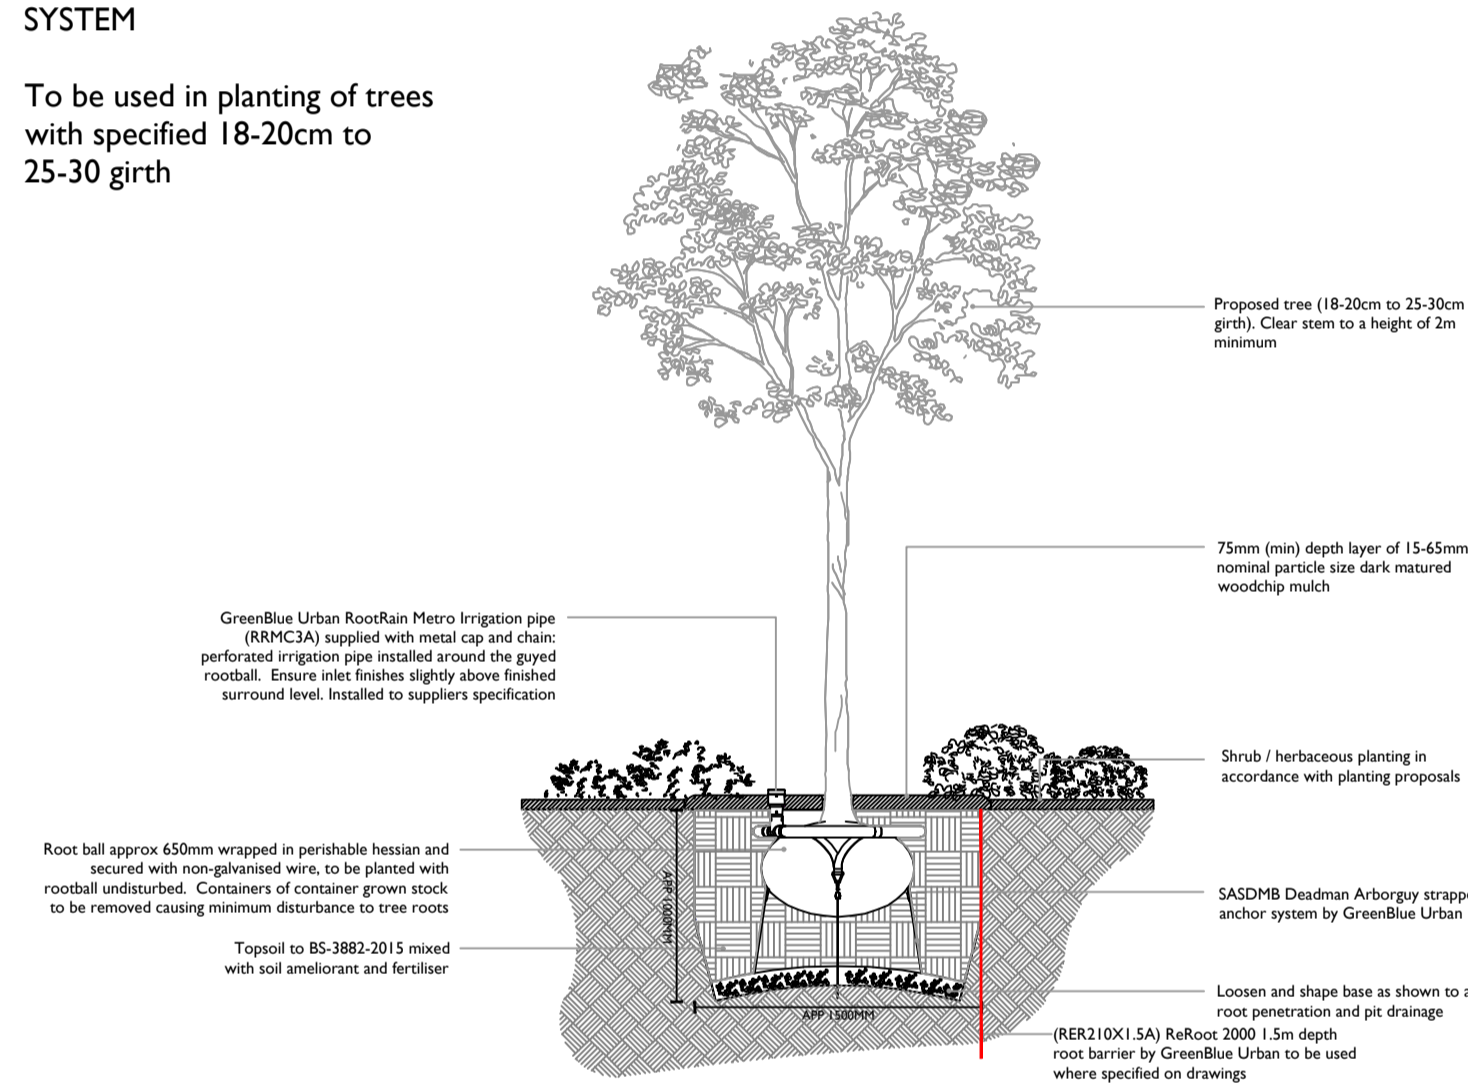 SYSTEM
To be used in planting of trees
with specified 18-20cm to
25-30 girth
Proposed tree (18-20cm to 25-30cm
girth). Clear stem to a height of 2m
minimum
75mm (min) depth layer of 15-65mm
nominal particle size dark matured
woodchip mulch
GreenBlue Urban RootRain Metro Irrigation pipe
(RRMC3A) supplied with metal cap and chain:
perforated irrigation pipe installed around the guyed
rootball. Ensure inlet finishes slightly above finished
surround level. Installed to suppliers specification
Shrub / herbaceous planting in
accordance with planting proposals
Root ball approx 650mm wrapped in perishable hessian and
secured with non-galvanised wire, to be planted with
rootball undisturbed. Containers of container grown stock
to be removed causing minimum disturbance to tree roots
APP 1000MM
SASDMB Deadman Arborguy
anchor system by GreenBlue Urban
Topsoil to BS-3882-2015 mixed
with soil ameliorant and fertiliser
Loosen and shape base as shown to
root penetration and pit drainage
APP 1500MM
(RER210X1.5A) ReRoot 2000 1.5m depth
root barrier by GreenBlue Urban to be used
where specified on drawings